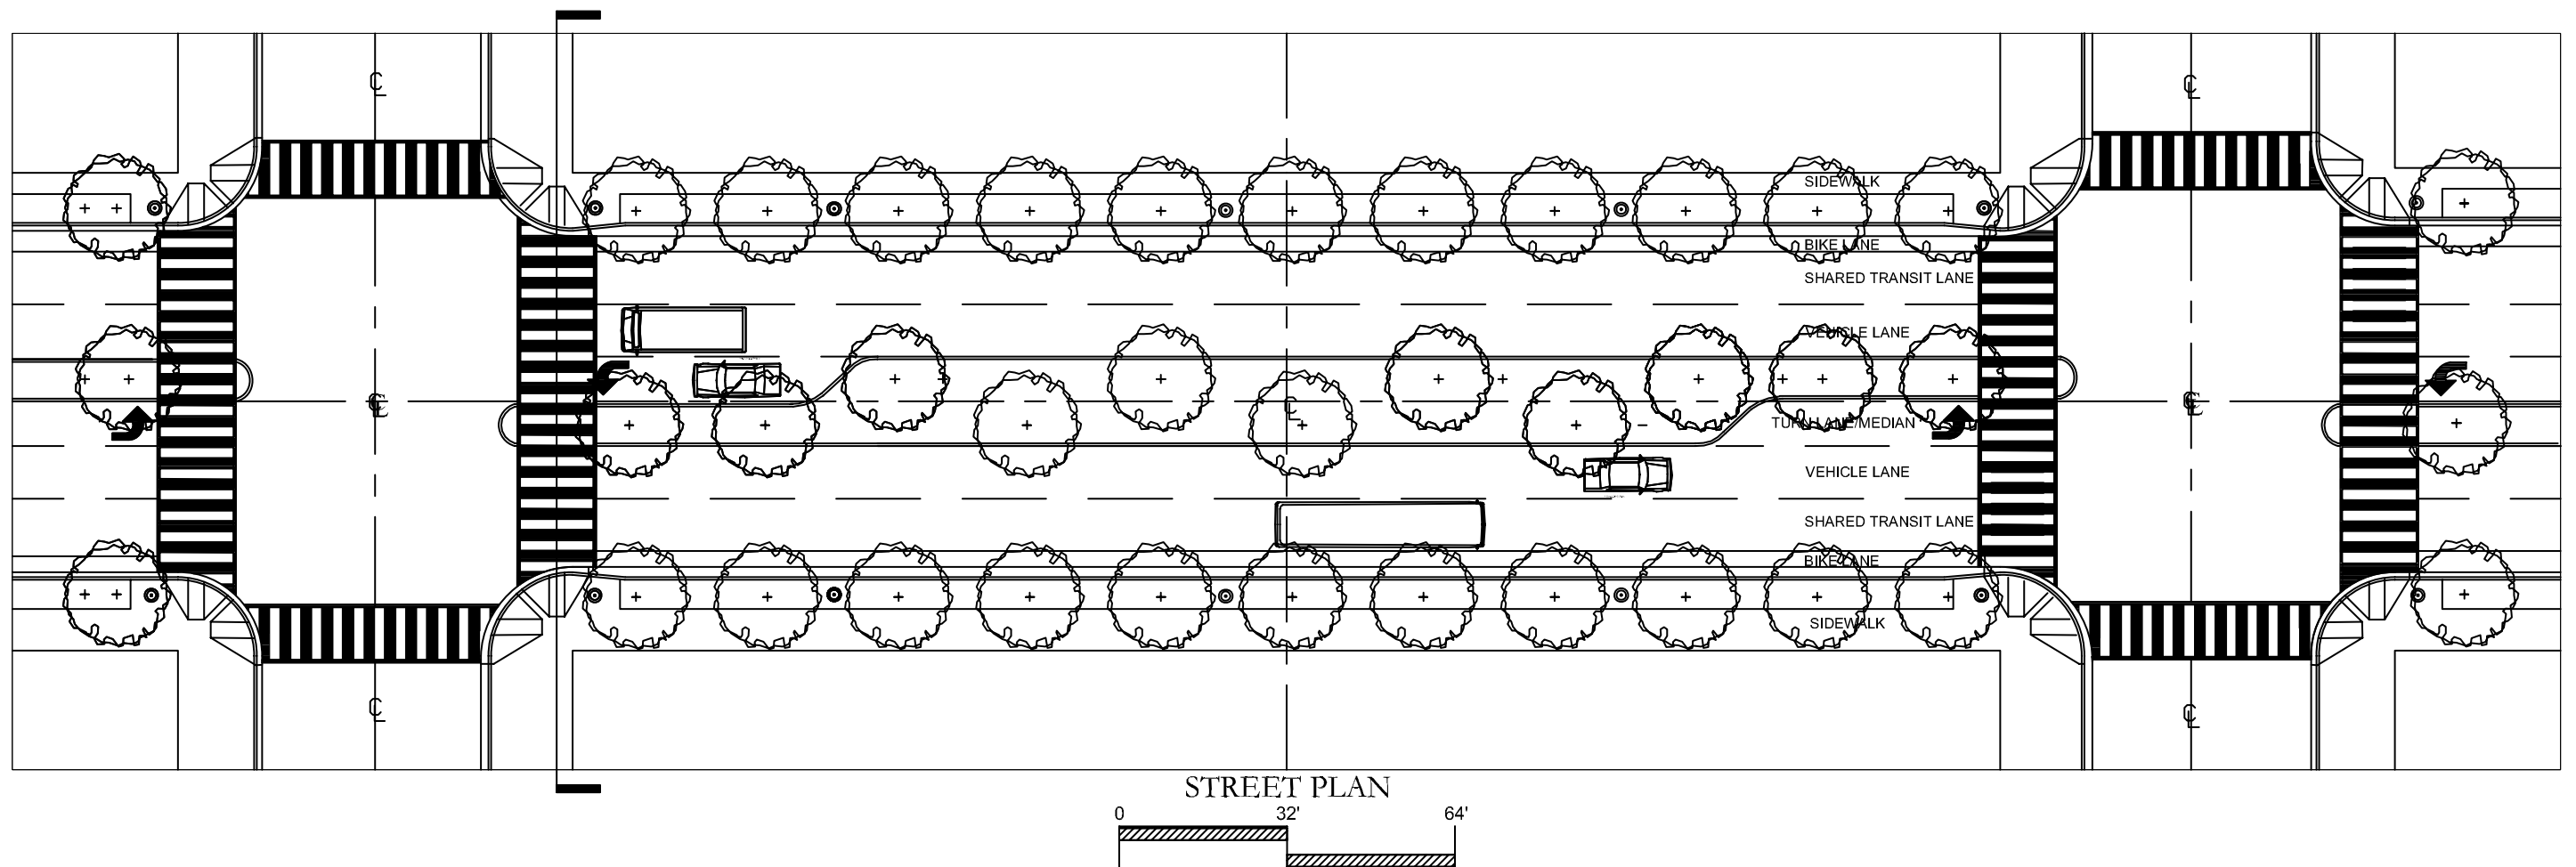 ℄
℄
SIDEWALK
BIKE LANE
SHARED TRANSIT LANE
VEHICLE LANE
℄
℄
℄
TURN LANE/MEDIAN
VEHICLE LANE
SHARED TRANSIT LANE
BIKE LANE
SIDEWALK
℄
℄
STREET PLAN
0 32' 64'